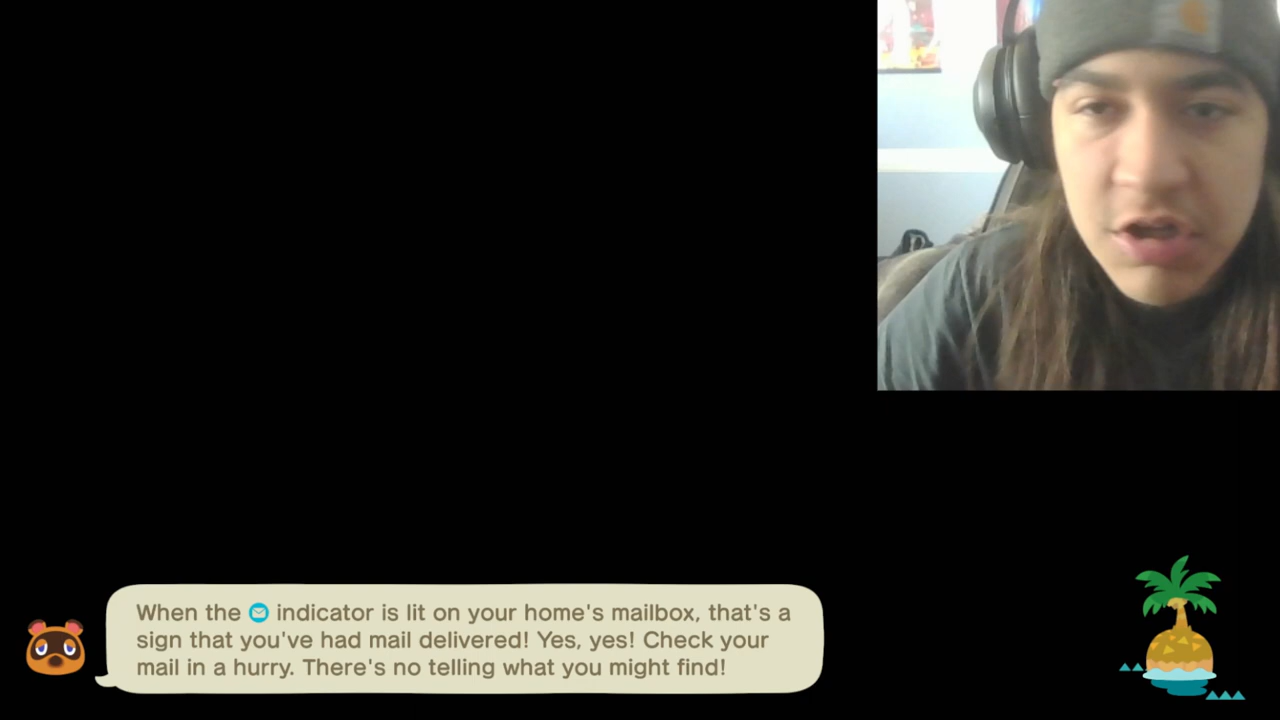 When the indicator is lit on your home's mailbox, that's a
sign that you've had mail delivered! Yes, yes! Check your
mail in a hurry. There's no telling what you might find!